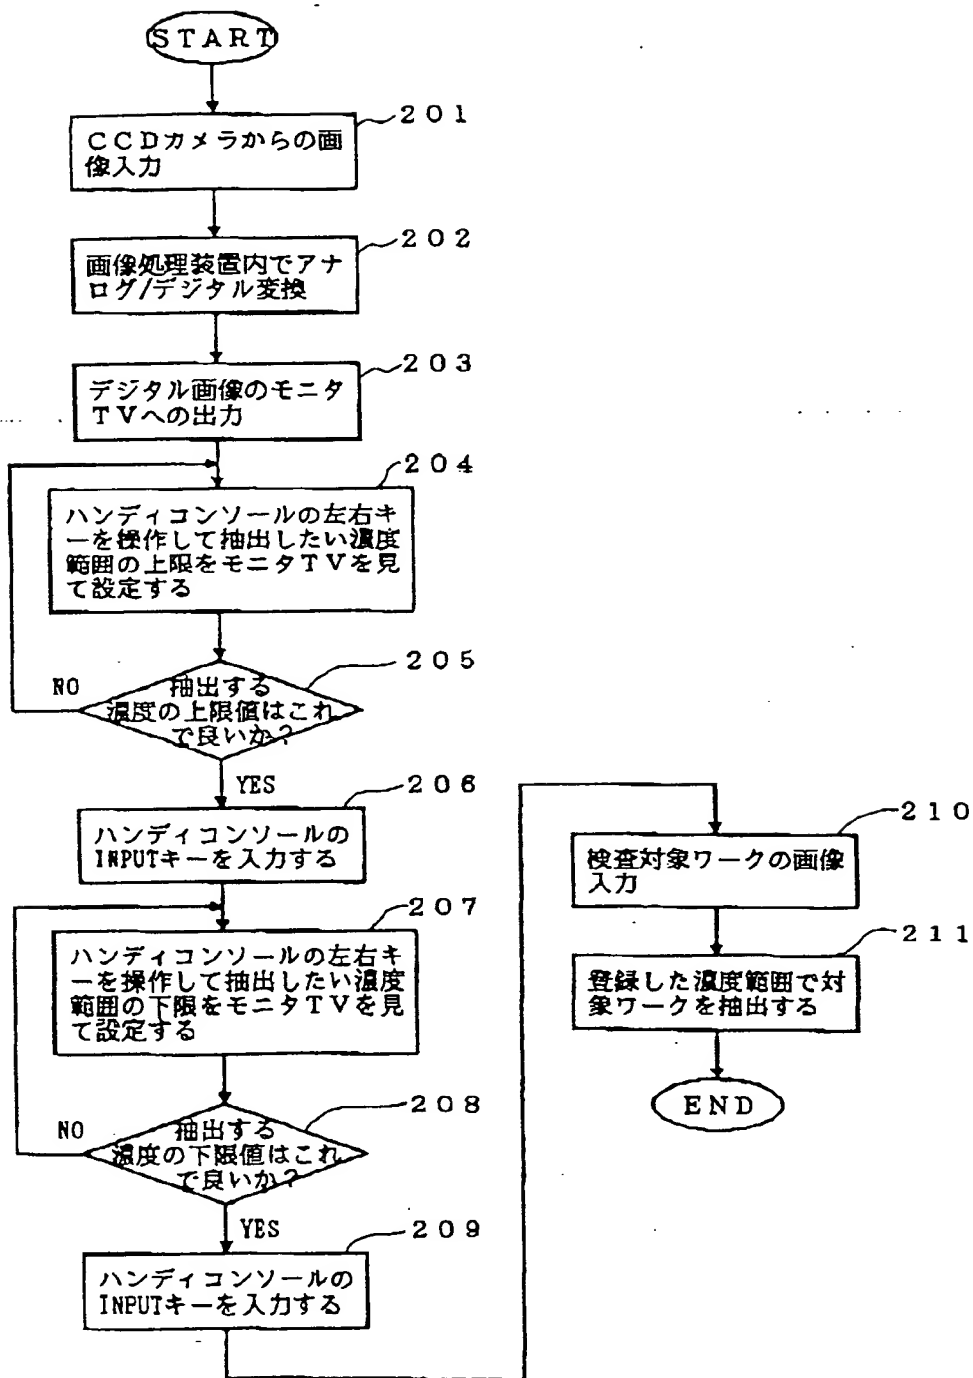 START
201
CCDカメラからの画
像入力
202
画像処理装置内でアナ
ログ/デジタル変換
203
デジタル画像のモニタ
TVへの出力
204
ハンディコンソールの左右キ
ーを操作して抽出したい濃度
範囲の上限をモニタTVを見
て設定する
205
NO
抽出する
濃度の上限値はこれ
で良いか?
YES
206
ハンディコンソールの
INPUTキーを入力する
207
ハンディコンソールの左右キ
ーを操作して抽出したい濃度
範囲の下限をモニタTVを見
て設定する
208
NO
抽出する
濃度の下限値はこれ
で良いか?
YES
209
ハンディコンソールの
INPUTキーを入力する
210
検査対象ワークの画像
入力
211
登録した濃度範囲で対
象ワークを抽出する
END